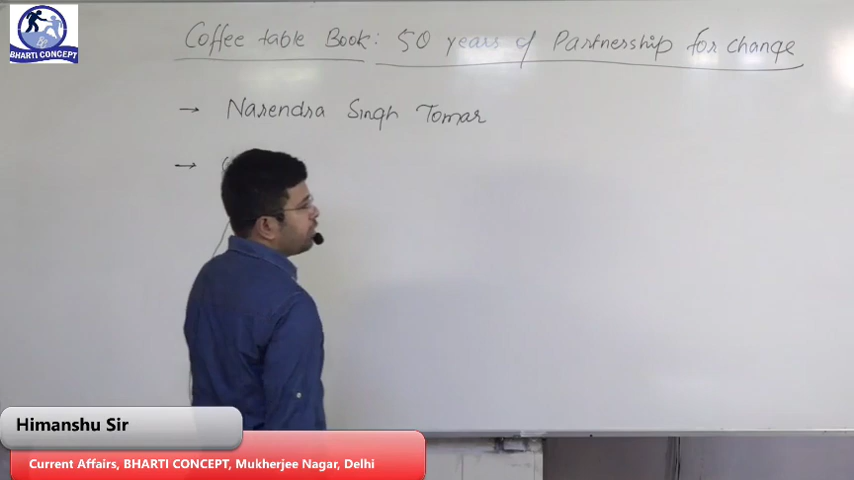 BHARTI CONCEPT
Coffee table Book: 50 years of Partnership for change
→ Narendra Singh Tomar
→
Himanshu Sir
Current Affairs, BHARTI CONCEPT, Mukherjee Nagar, Delhi